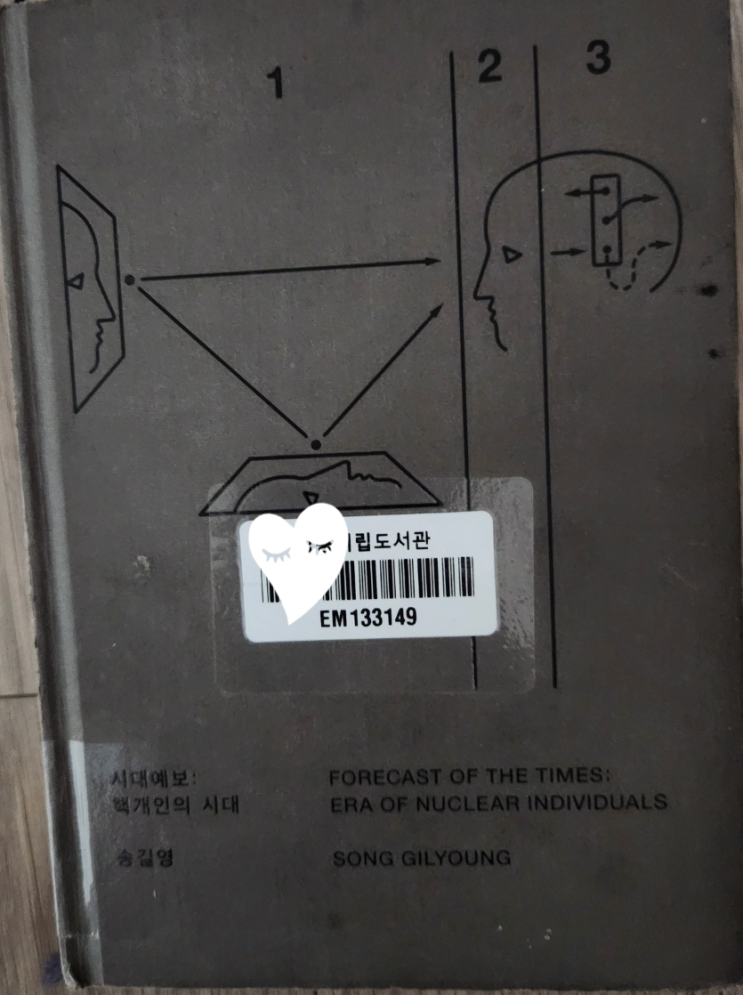 1 2 3
립도서관
EM133149
시대예보: FORECAST OF THE TIMES:
핵개인의 시대 ERA OF NUCLEAR INDIVIDUALS
송길영 SONG GILYOUNG